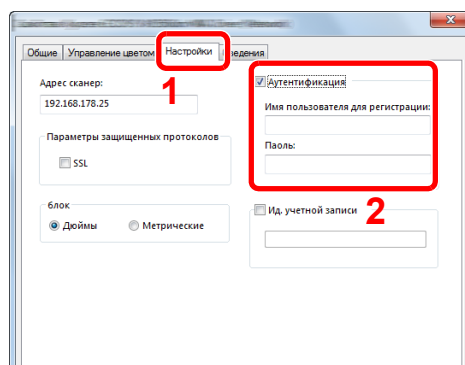 Общие Управление цветом Настройки ведения
1
Адрес сканер:
192.168.178.25
Параметры защищенных протоколов
SSL
блок
Дюймы Метрические
Аутентификация
Имя пользователя для регистрации:
Паоль:
2
Ид. учетной записи